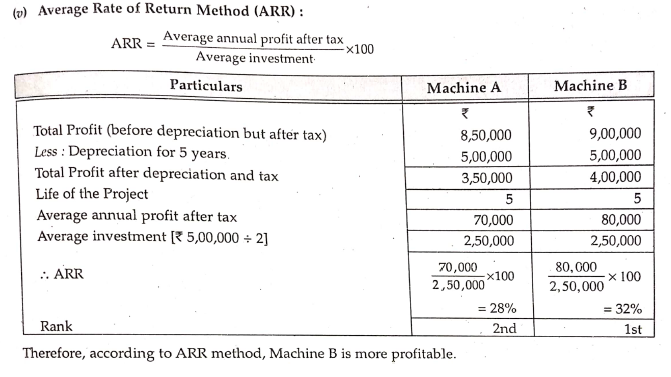 (v) Average Rate of Return Method (ARR) :
ARR = Average annual profit after tax / Average investment ×100
Particulars Machine A Machine B
₹ ₹
Total Profit (before depreciation but after tax) 8,50,000 9,00,000
Less : Depreciation for 5 years. 5,00,000 5,00,000
Total Profit after depreciation and tax 3,50,000 4,00,000
Life of the Project 5 5
Average annual profit after tax 70,000 80,000
Average investment [₹ 5,00,000 ÷ 2] 2,50,000 2,50,000
∴ ARR 70,000 / 2,50,000 ×100 80,000 / 2,50,000 × 100
= 28% = 32%
Rank 2nd 1st
Therefore, according to ARR method, Machine B is more profitable.